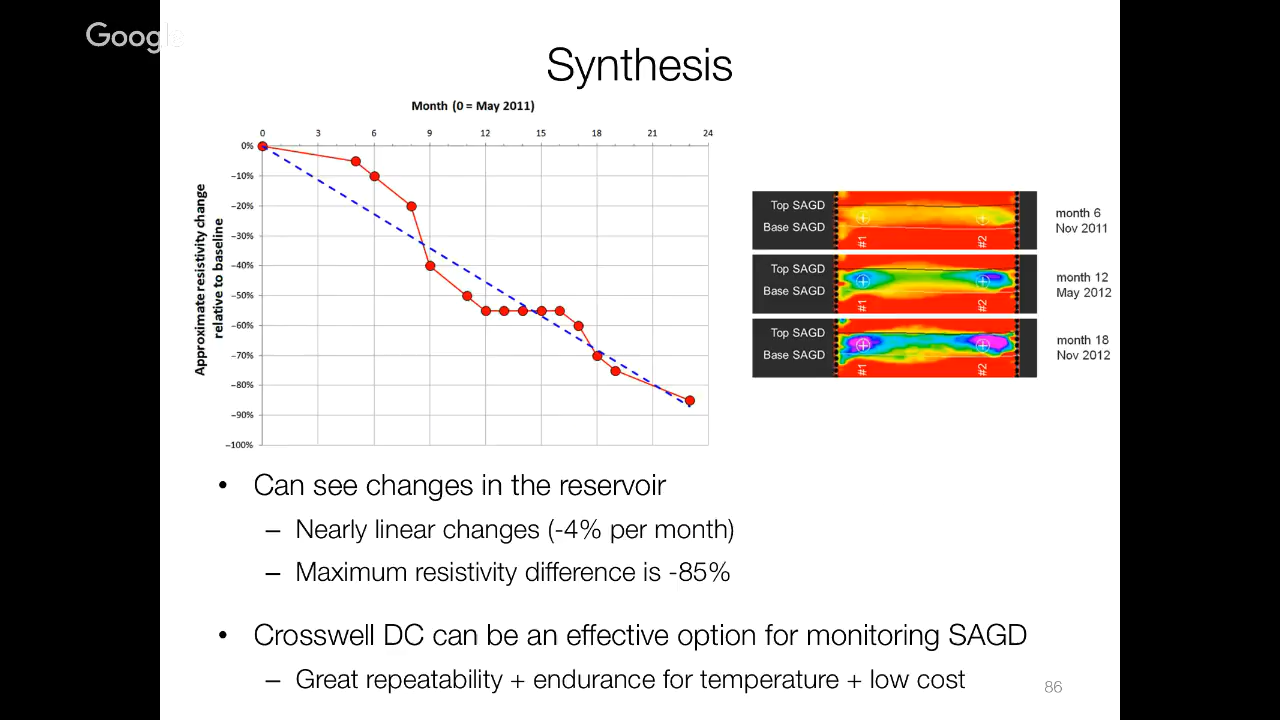 Google
Synthesis
Month (0 = May 2011)
0 3 6 9 12 15 18 21 24
0%
−10%
−20%
−30%
−40%
−50%
−60%
−70%
−80%
−90%
−100%
Approximate resistivity change
relative to baseline
Top SAGD
Base SAGD
#1
#2
month 6
Nov 2011
Top SAGD
Base SAGD
#1
#2
month 12
May 2012
Top SAGD
Base SAGD
#1
#2
month 18
Nov 2012
• Can see changes in the reservoir
– Nearly linear changes (-4% per month)
– Maximum resistivity difference is -85%
• Crosswell DC can be an effective option for monitoring SAGD
– Great repeatability + endurance for temperature + low cost
86